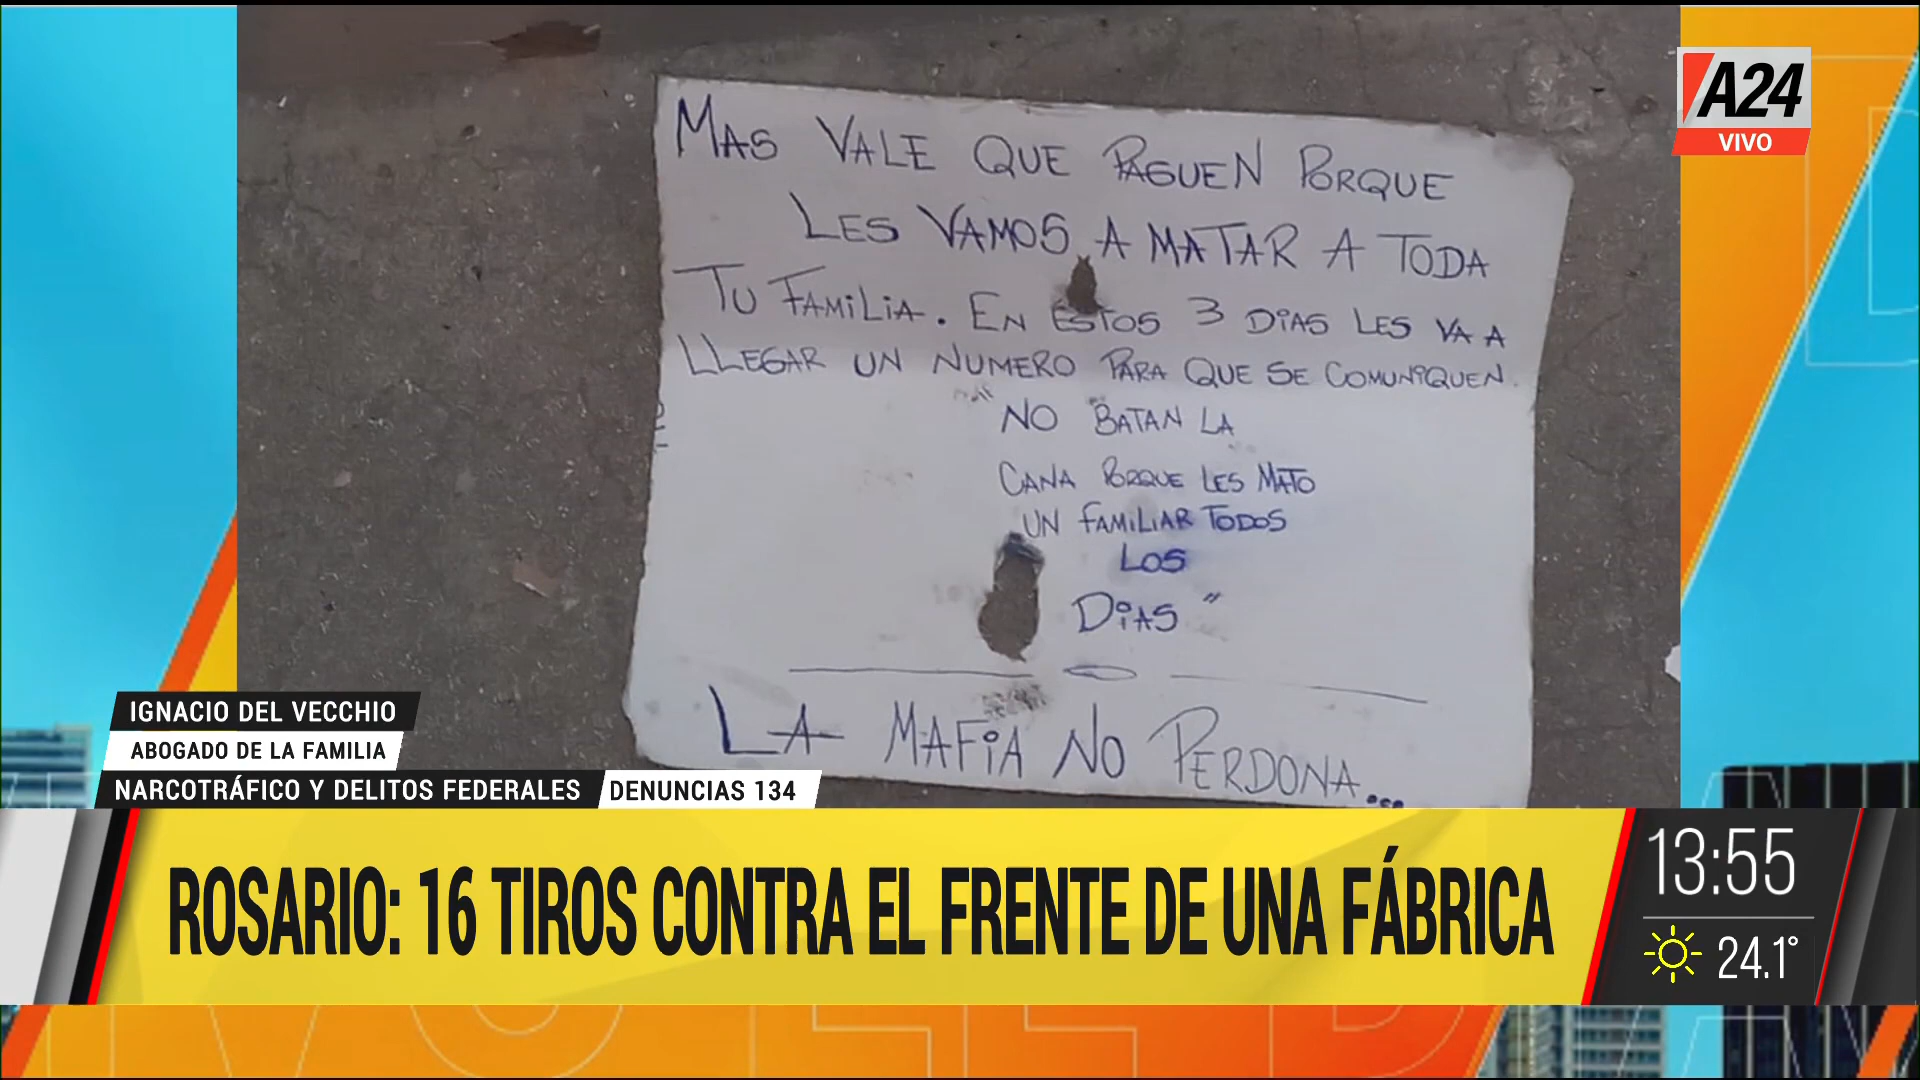 A24
VIVO
MAS VALE QUE PAGUEN PORQUE
LES VAMOS A MATAR A TODA
TU FAMILIA. EN ESTOS 3 DIAS LES VA A
LLEGAR UN NUMERO PARA QUE SE COMUNIQUEN.
"NO BATAN LA
CANA PORQUE LES MATO
UN FAMILIAR TODOS
LOS
DIAS"
LA MAFIA NO PERDONA...
IGNACIO DEL VECCHIO
ABOGADO DE LA FAMILIA
NARCOTRÁFICO Y DELITOS FEDERALES DENUNCIAS 134
ROSARIO: 16 TIROS CONTRA EL FRENTE DE UNA FÁBRICA
13:55
24.1°